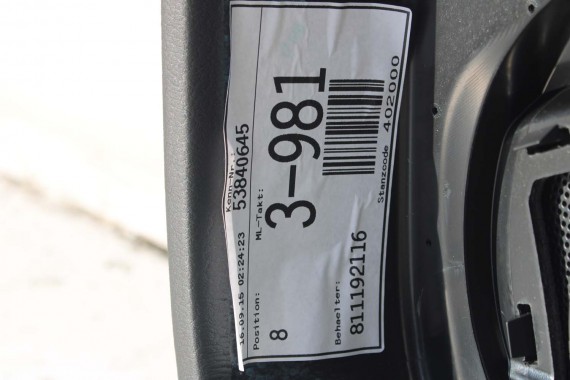 16.09.15 02:24:23
Kenn-Nr.:
53840645
Position:
8
ML-Takt:
3-981
Behaelter:
811192116
Stanzcode 402000